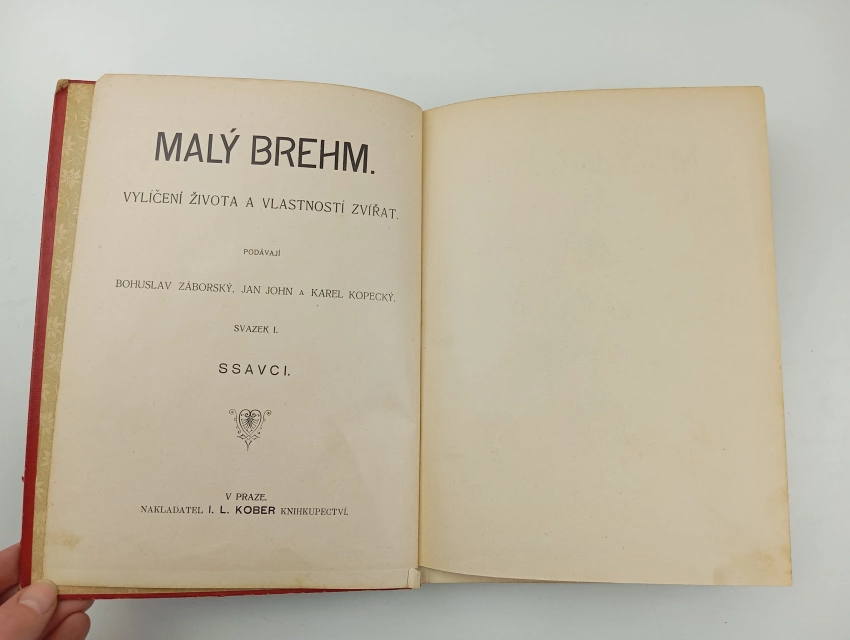 MALÝ BREHM.
VYLÍČENÍ ŽIVOTA A VLASTNOSTÍ ZVÍŘAT.
PODÁVAJÍ
BOHUSLAV ZÁBORSKÝ, JAN JOHN A KAREL KOPECKÝ.
SVAZEK I.
SSAVCI.
V PRAZE.
NAKLADATEL I. L. KOBER KNIHKUPECTVÍ.